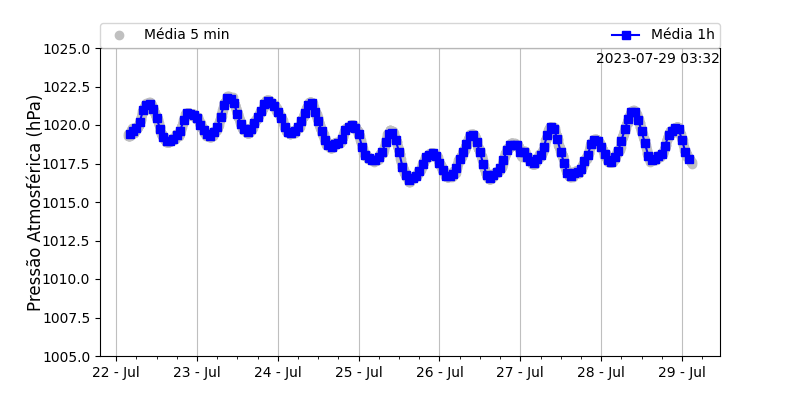 Média 5 min
Média 1h
2023-07-29 03:32
Pressão Atmosférica (hPa)
1025.0
1022.5
1020.0
1017.5
1015.0
1012.5
1010.0
1007.5
1005.0
22 - Jul
23 - Jul
24 - Jul
25 - Jul
26 - Jul
27 - Jul
28 - Jul
29 - Jul